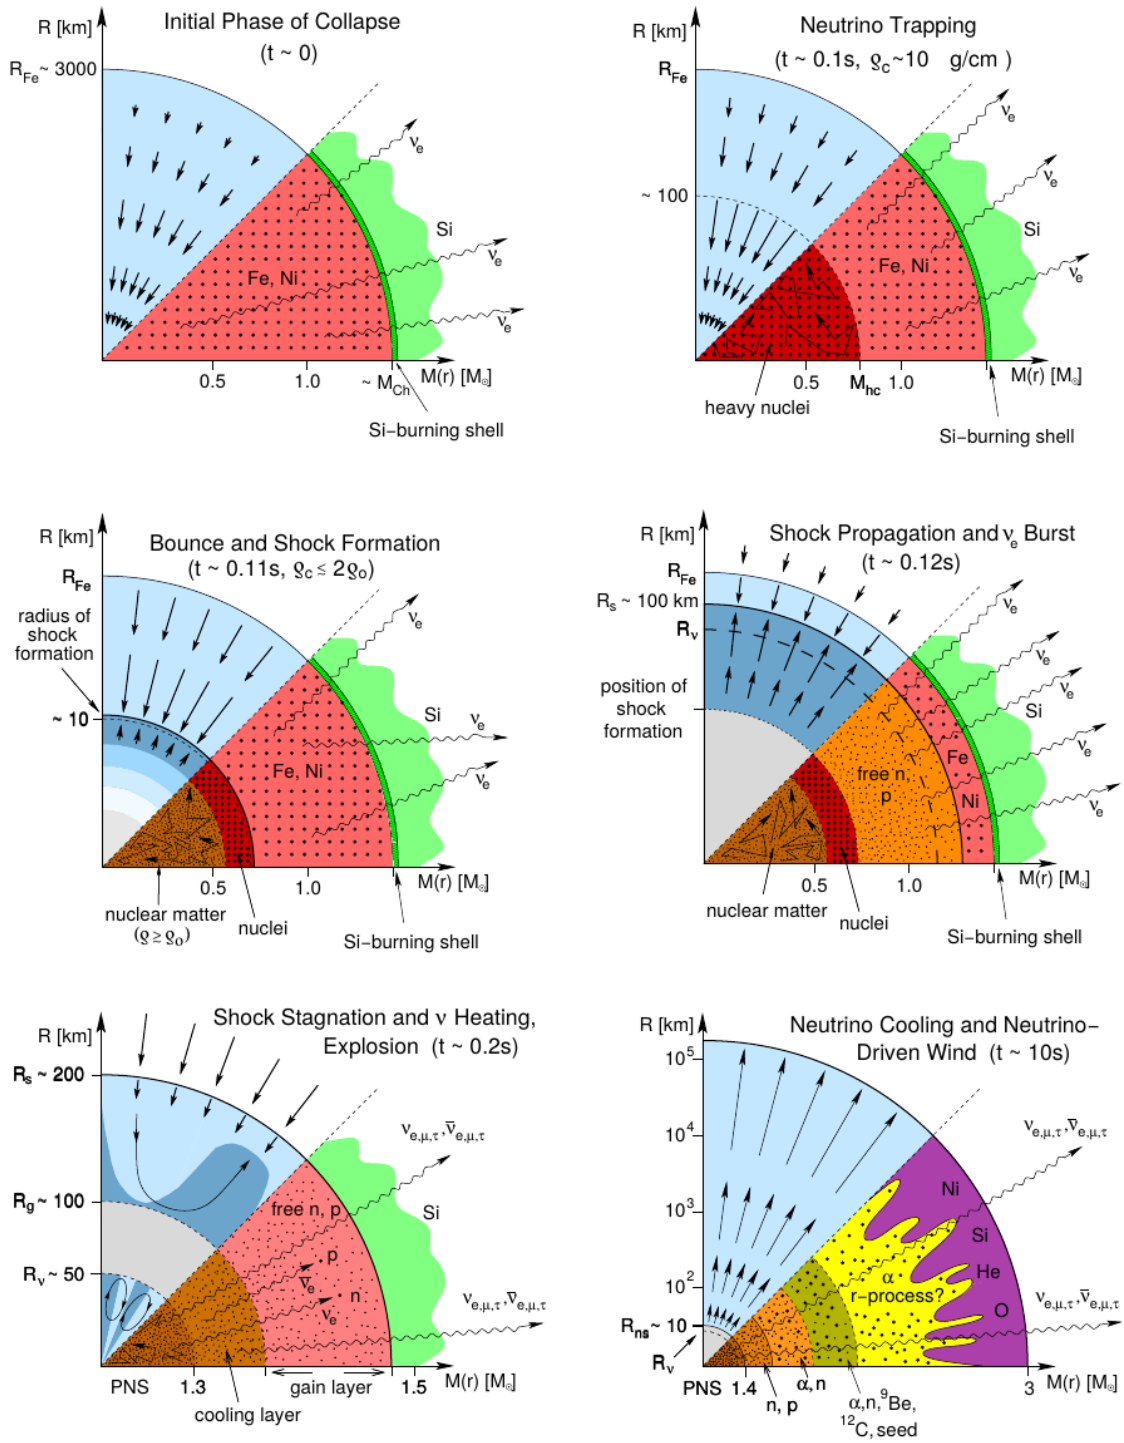 Initial Phase of Collapse
(t ~ 0)
R [km]
R_Fe ~ 3000
ν_e
Si
ν_e
Fe, Ni
ν_e
0.5 1.0 ~ M_Ch M(r) [M_☉]
Si−burning shell
Neutrino Trapping
(t ~ 0.1s, ϱ_c~10 g/cm )
R [km]
R_Fe
ν_e
ν_e
~ 100
Si
Fe, Ni
ν_e
0.5 M_hc 1.0 M(r) [M_☉]
heavy nuclei
Si−burning shell
Bounce and Shock Formation
(t ~ 0.11s, ϱ_c ≤ 2ϱ_o)
R [km]
R_Fe
radius of
shock
formation
ν_e
~ 10
Si
ν_e
Fe, Ni
ν_e
0.5 1.0 M(r) [M_☉]
nuclear matter
(ϱ ≥ ϱ_o)
nuclei
Si−burning shell
Shock Propagation and ν_e Burst
(t ~ 0.12s)
R [km]
R_Fe
R_s ~ 100 km
R_ν
ν_e
ν_e
position of
shock
formation
ν_e
Si
ν_e
Fe
free n,
p
Ni
ν_e
0.5 1.0 M(r) [M_☉]
nuclear matter
nuclei
Si−burning shell
Shock Stagnation and ν Heating,
Explosion (t ~ 0.2s)
R [km]
R_s ~ 200
ν_e,μ,τ , ν̄_e,μ,τ
R_g ~ 100
free n, p
Si
p
R_ν ~ 50
ν̄_e
n
ν_e
ν_e,μ,τ , ν̄_e,μ,τ
PNS 1.3 gain layer 1.5 M(r) [M_☉]
cooling layer
Neutrino Cooling and Neutrino−
Driven Wind (t ~ 10s)
R [km]
10^5
10^4
ν_e,μ,τ , ν̄_e,μ,τ
Ni
10^3
Si
α
r−process?
He
10^2
O
ν_e,μ,τ , ν̄_e,μ,τ
R_ns ~ 10
R_ν
PNS 1.4 α,n 3 M(r) [M_☉]
n, p
α,n,^9Be,
^12C, seed